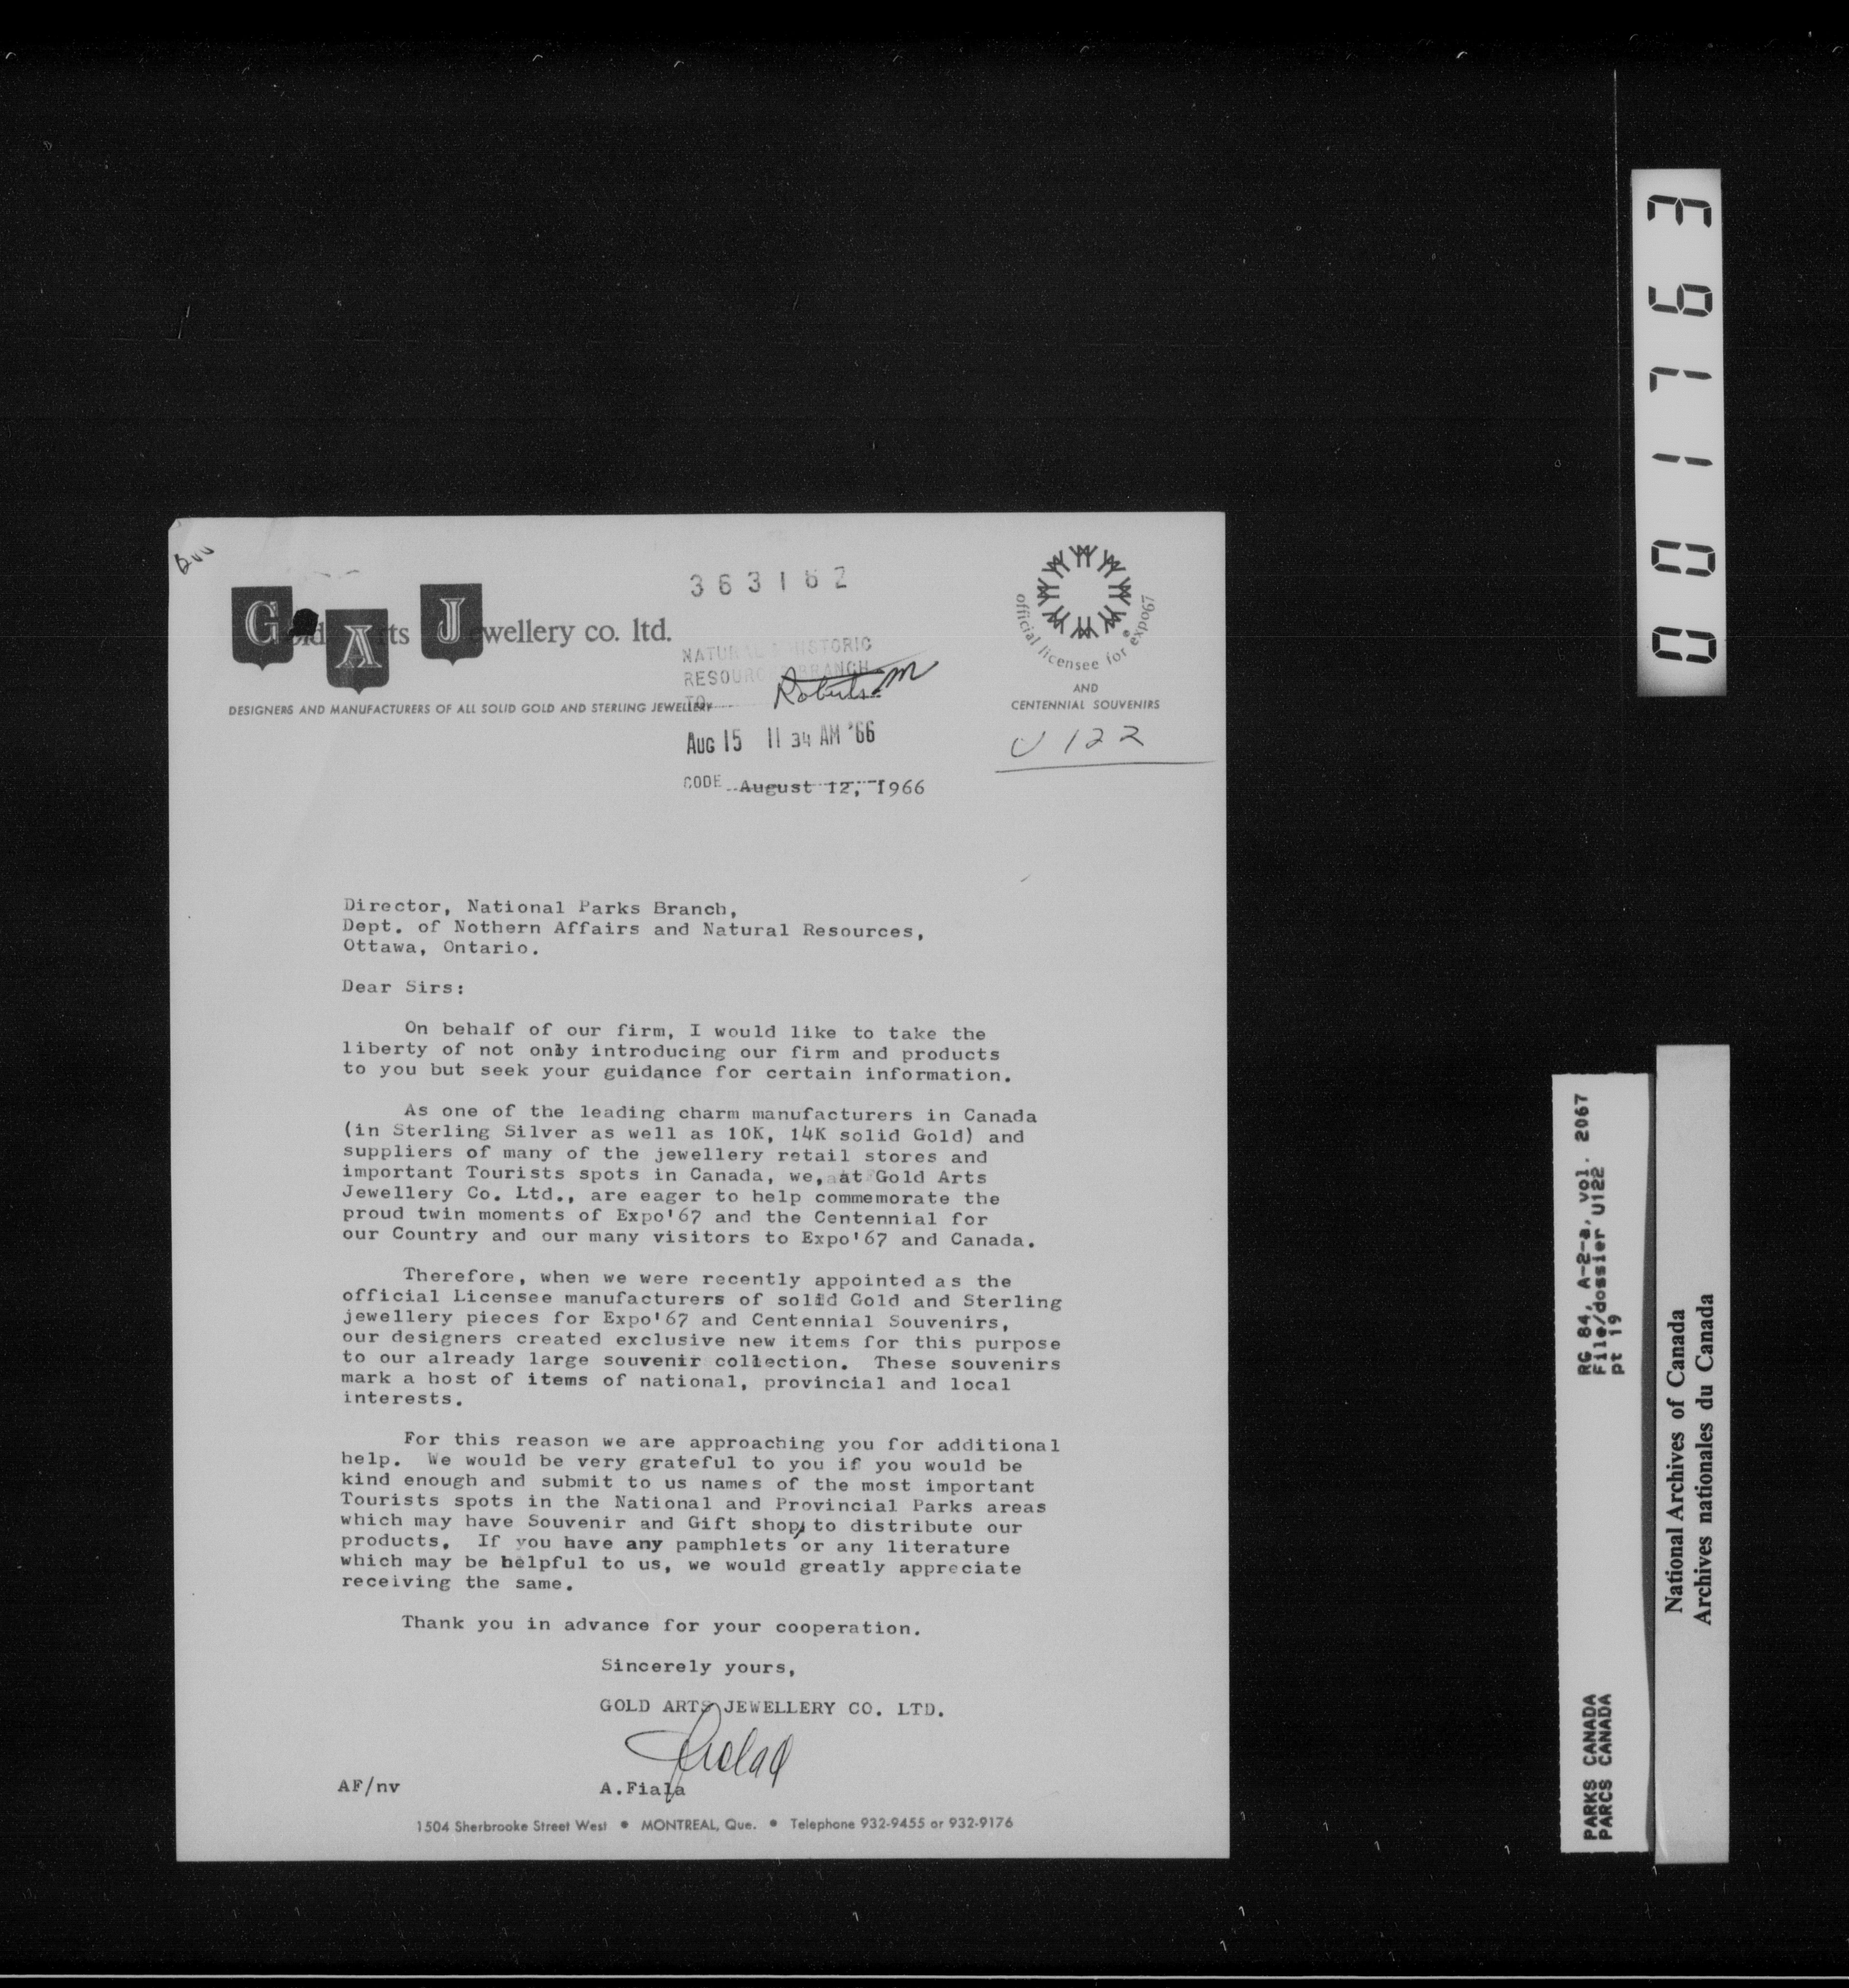 363162
Gold Arts Jewellery co. ltd.
DESIGNERS AND MANUFACTURERS OF ALL SOLID GOLD AND STERLING JEWELLERY
official licensee for expo67
AND
CENTENNIAL SOUVENIRS
U 122
NATURAL & HISTORIC
RESOURCES BRANCH
TO Robertson
Aug 15 11 34 AM '66
CODE
August 12, 1966
Director, National Parks Branch,
Dept. of Nothern Affairs and Natural Resources,
Ottawa, Ontario.
Dear Sirs:
On behalf of our firm, I would like to take the
liberty of not only introducing our firm and products
to you but seek your guidance for certain information.
As one of the leading charm manufacturers in Canada
(in Sterling Silver as well as 10K, 14K solid Gold) and
suppliers of many of the jewellery retail stores and
important Tourists spots in Canada, we, at Gold Arts
Jewellery Co. Ltd., are eager to help commemorate the
proud twin moments of Expo'67 and the Centennial for
our Country and our many visitors to Expo'67 and Canada.
Therefore, when we were recently appointed as the
official Licensee manufacturers of solid Gold and Sterling
jewellery pieces for Expo'67 and Centennial Souvenirs,
our designers created exclusive new items for this purpose
to our already large souvenir collection. These souvenirs
mark a host of items of national, provincial and local
interests.
For this reason we are approaching you for additional
help. We would be very grateful to you if you would be
kind enough and submit to us names of the most important
Tourists spots in the National and Provincial Parks areas
which may have Souvenir and Gift shop, to distribute our
products. If you have any pamphlets or any literature
which may be helpful to us, we would greatly appreciate
receiving the same.
Thank you in advance for your cooperation.
Sincerely yours,
GOLD ARTS JEWELLERY CO. LTD.
AF/nv
A.Fiala
1504 Sherbrooke Street West • MONTREAL, Que. • Telephone 932-9455 or 932-9176
001763
RG 84, A-2-a, vol. 2067
File/dossier U122
pt 19
PARKS CANADA
PARCS CANADA
National Archives of Canada
Archives nationales du Canada